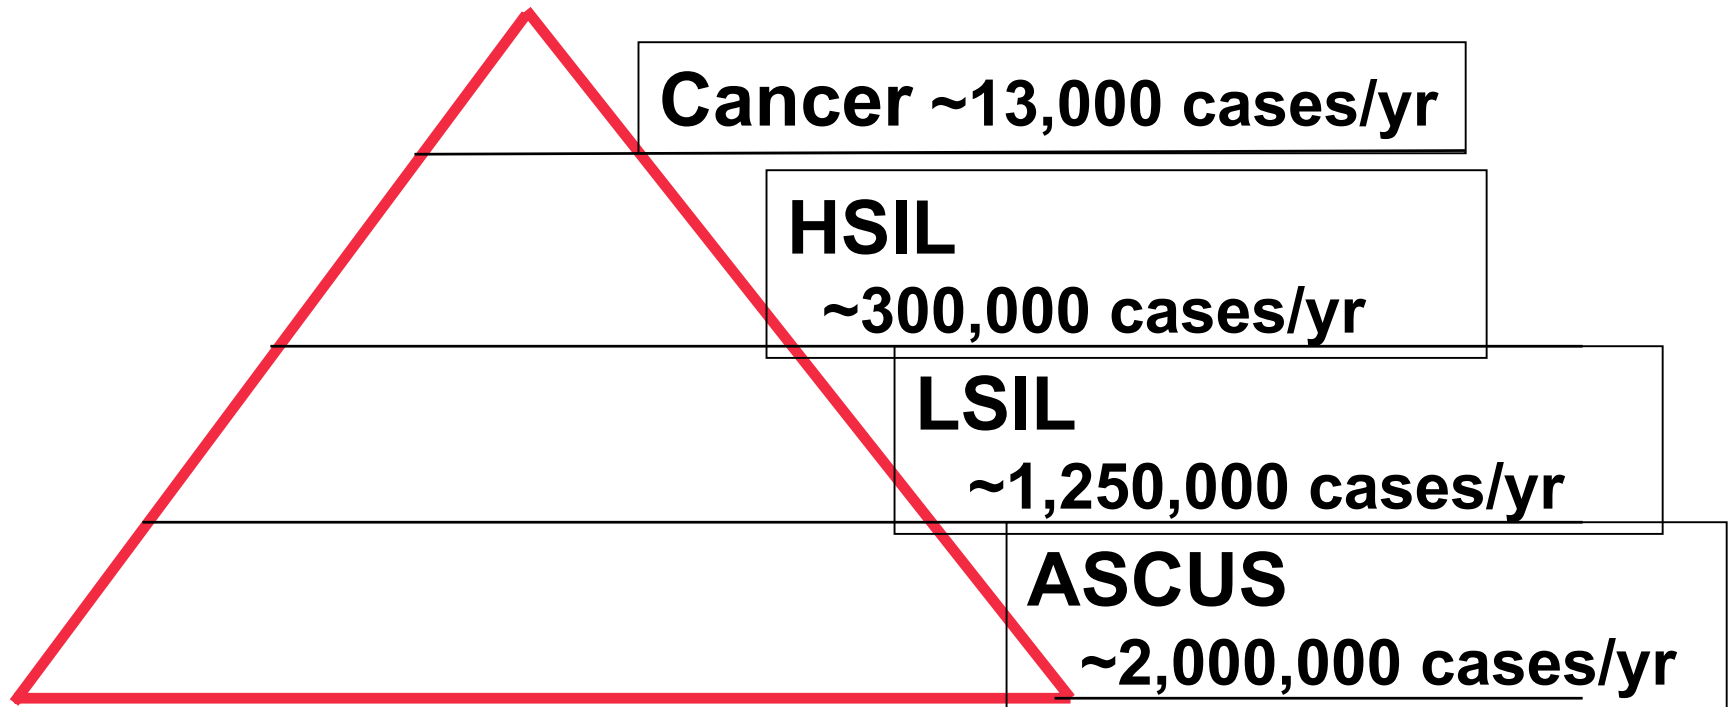 Cancer ~13,000 cases/yr
HSIL
~300,000 cases/yr
LSIL
~1,250,000 cases/yr
ASCUS
~2,000,000 cases/yr